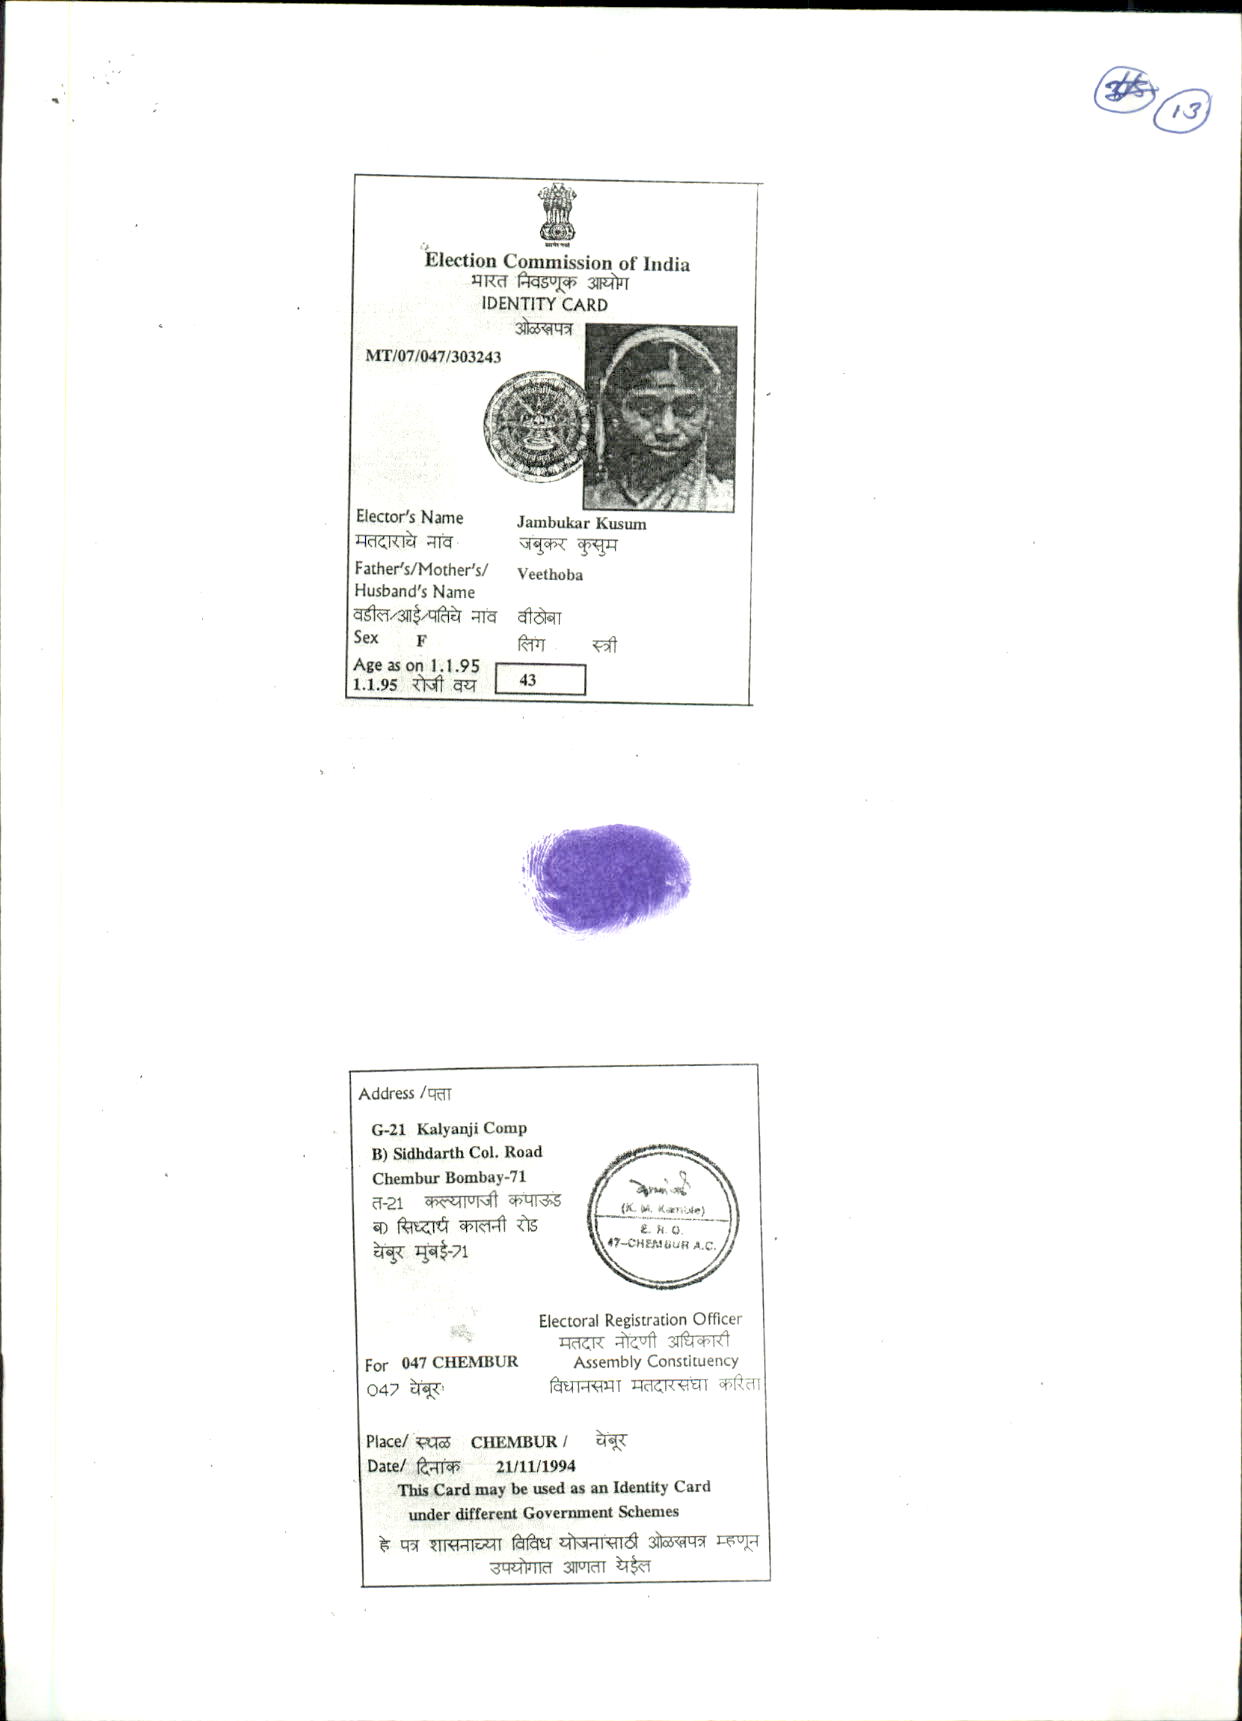 13
Election Commission of India
भारत निवडणूक आयोग
IDENTITY CARD
ओळखपत्र
MT/07/047/303243
Elector's Name Jambukar Kusum
मतदाराचे नांव जंबुकर कुसुम
Father's/Mother's/ Veethoba
Husband's Name
वडील/आई/पतिचे नांव वीठोबा
Sex F लिंग स्त्री
Age as on 1.1.95
1.1.95 रोजी वय 43
Address /पत्ता
G-21 Kalyanji Comp
B) Sidhdarth Col. Road
Chembur Bombay-71
त-21 कल्याणजी कंपाऊंड
ब) सिध्दार्थ कालनी रोड
चेंबुर मुंबई-71
(K. M. Kamble)
E. R. O.
47-CHEMBUR A.C.
Electoral Registration Officer
मतदार नोंदणी अधिकारी
For 047 CHEMBUR Assembly Constituency
047 चेंबूर विधानसभा मतदारसंघा करिता
Place/ स्थळ CHEMBUR / चेंबूर
Date/ दिनांक 21/11/1994
This Card may be used as an Identity Card
under different Government Schemes
हे पत्र शासनाच्या विविध योजनांसाठी ओळखपत्र म्हणून
उपयोगात आणता येईल